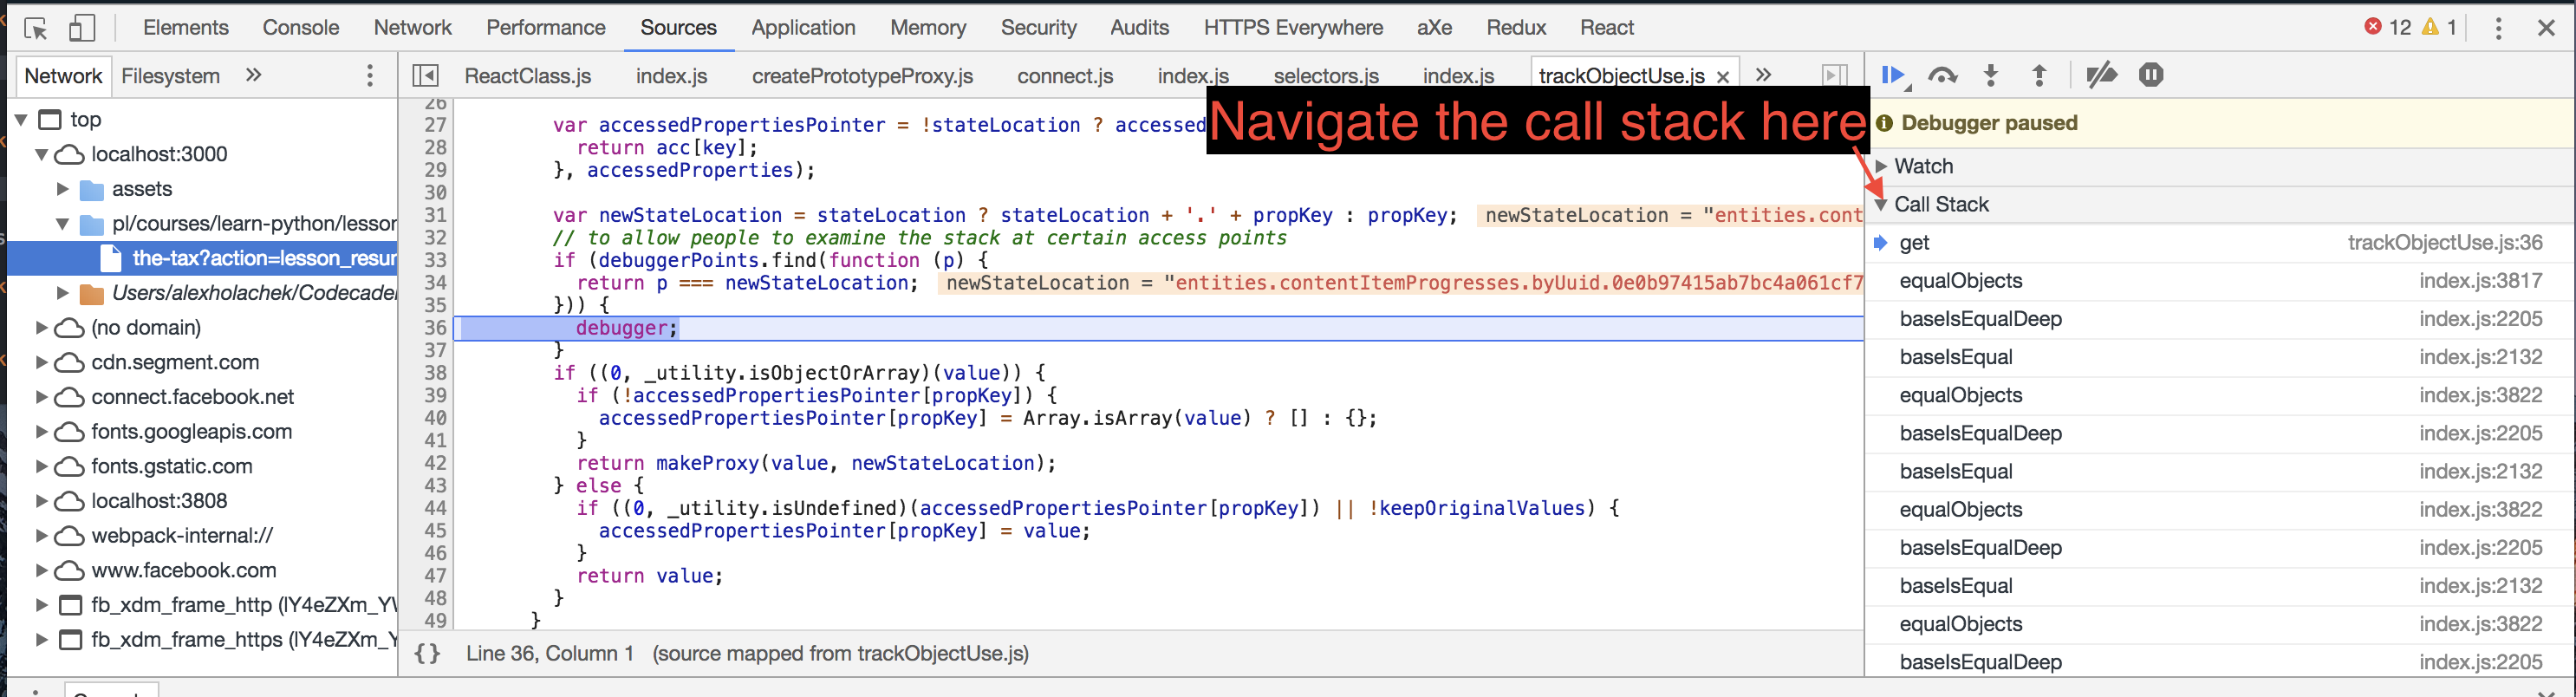 Elements Console Network Performance Sources Application Memory Security Audits HTTPS Everywhere aXe Redux React 12 1
Network Filesystem » ReactClass.js index.js createPrototypeProxy.js connect.js index.js selectors.js index.js trackObjectUse.js × »
top
localhost:3000
assets
pl/courses/learn-python/lesson
the-tax?action=lesson_resur
Users/alexholachek/Codecade
(no domain)
cdn.segment.com
connect.facebook.net
fonts.googleapis.com
fonts.gstatic.com
localhost:3808
webpack-internal://
www.facebook.com
fb_xdm_frame_http (lY4eZXm_YV
fb_xdm_frame_https (lY4eZXm_Y
26
27 var accessedPropertiesPointer = !stateLocation ? accessed
28 return acc[key];
29 }, accessedProperties);
30
31 var newStateLocation = stateLocation ? stateLocation + '.' + propKey : propKey; newStateLocation = "entities.cont
32 // to allow people to examine the stack at certain access points
33 if (debuggerPoints.find(function (p) {
34 return p === newStateLocation; newStateLocation = "entities.contentItemProgresses.byUuid.0e0b97415ab7bc4a061cf7
35 })) {
36 debugger;
37 }
38 if ((0, _utility.isObjectOrArray)(value)) {
39 if (!accessedPropertiesPointer[propKey]) {
40 accessedPropertiesPointer[propKey] = Array.isArray(value) ? [] : {};
41 }
42 return makeProxy(value, newStateLocation);
43 } else {
44 if ((0, _utility.isUndefined)(accessedPropertiesPointer[propKey]) || !keepOriginalValues) {
45 accessedPropertiesPointer[propKey] = value;
46 }
47 return value;
48 }
49 }
{} Line 36, Column 1 (source mapped from trackObjectUse.js)
Navigate the call stack here
Debugger paused
Watch
Call Stack
get trackObjectUse.js:36
equalObjects index.js:3817
baseIsEqualDeep index.js:2205
baseIsEqual index.js:2132
equalObjects index.js:3822
baseIsEqualDeep index.js:2205
baseIsEqual index.js:2132
equalObjects index.js:3822
baseIsEqualDeep index.js:2205
baseIsEqual index.js:2132
equalObjects index.js:3822
baseIsEqualDeep index.js:2205